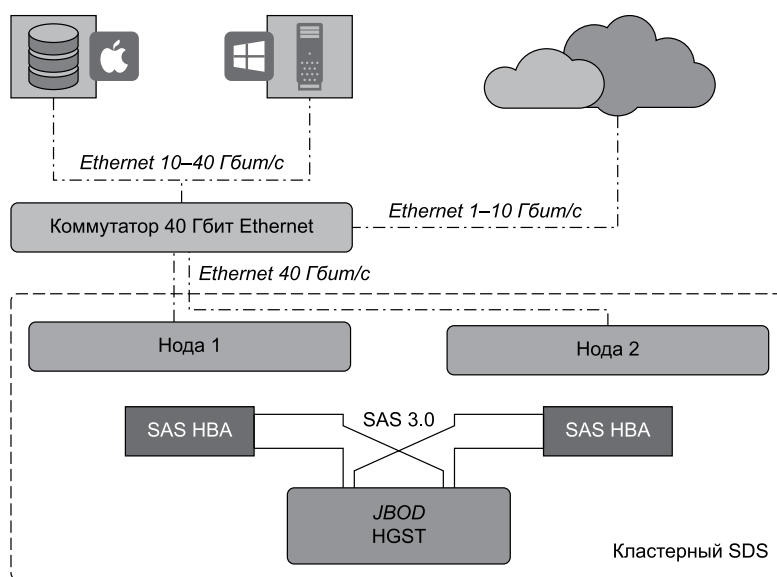 Ethernet 10–40 Гбит/с
Ethernet 1–10 Гбит/с
Коммутатор 40 Гбит Ethernet
Ethernet 40 Гбит/с
Нода 1
Нода 2
SAS HBA
SAS 3.0
SAS HBA
JBOD
HGST
Кластерный SDS